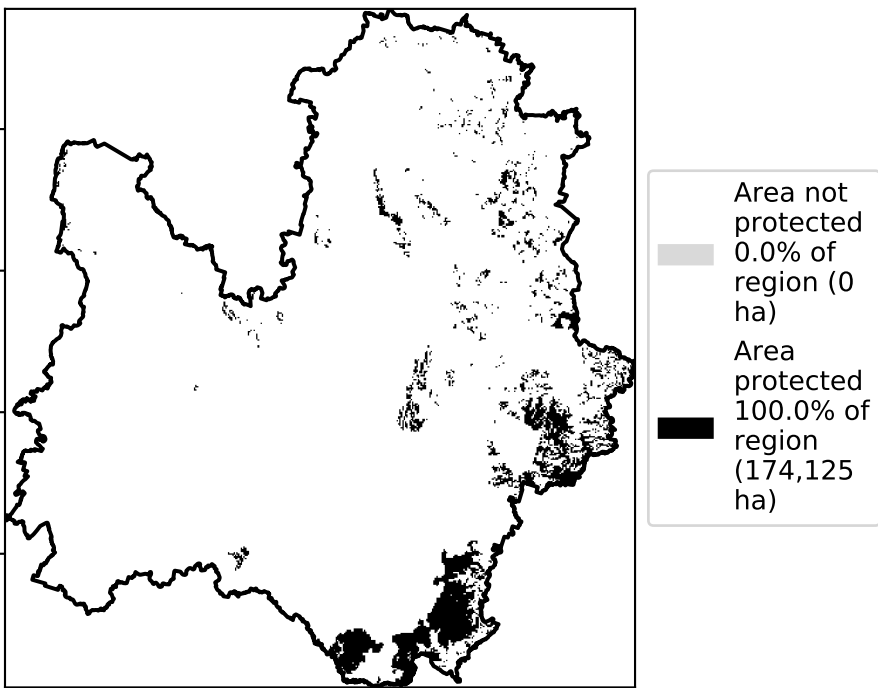 Area not
protected
0.0% of
region (0
ha)
Area
protected
100.0% of
region
(174,125
ha)